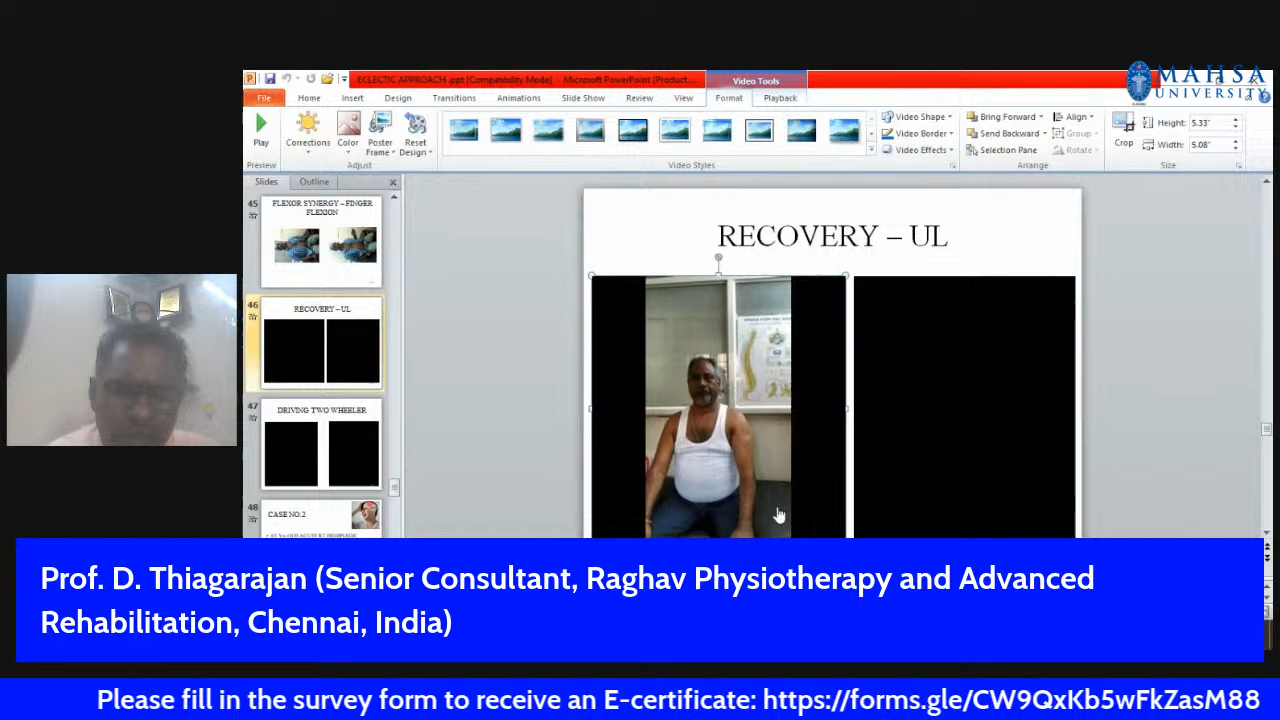 ECLECTIC APPROACH .ppt [Compatibility Mode] - Microsoft PowerPoint (Product...
Video Tools
MAHSA
UNIVERSITY
File Home Insert Design Transitions Animations Slide Show Review View Format Playback
Play
Corrections
Color
Poster Frame
Reset Design
Video Shape
Video Border
Video Effects
Bring Forward
Send Backward
Selection Pane
Align
Group
Rotate
Crop
Height: 5.33"
Width: 5.08"
Preview Adjust Video Styles Arrange Size
Slides Outline
45
FLEXOR SYNERGY – FINGER
FLEXION
46
RECOVERY – UL
47
DRIVING TWO WHEELER
48
CASE NO.2
RECOVERY – UL
Prof. D. Thiagarajan (Senior Consultant, Raghav Physiotherapy and Advanced
Rehabilitation, Chennai, India)
Please fill in the survey form to receive an E-certificate: https://forms.gle/CW9QxKb5wFkZasM88